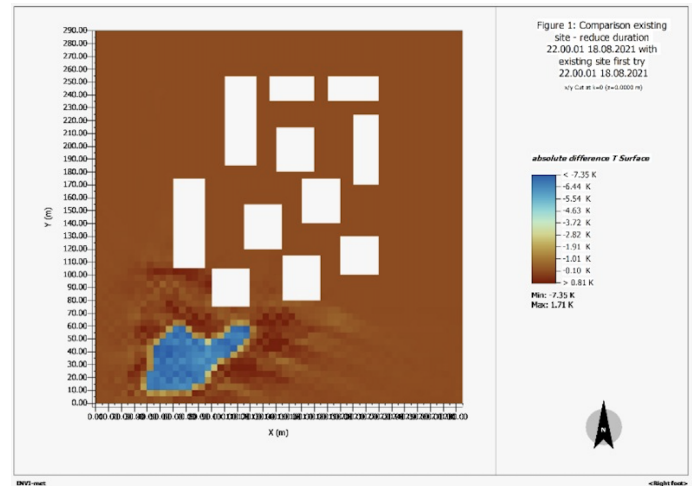 Figure 1: Comparison existing
site - reduce duration
22.00.01 18.08.2021 with
existing site first try
22.00.01 18.08.2021
x/y Cut at k=0 (z=0.0000 m)
absolute difference T Surface
< -7.35 K
-6.44 K
-5.54 K
-4.63 K
-3.72 K
-2.82 K
-1.91 K
-1.01 K
-0.10 K
> 0.81 K
Min: -7.35 K
Max: 1.71 K
290.00
280.00
270.00
260.00
250.00
240.00
230.00
220.00
210.00
200.00
190.00
180.00
170.00
160.00
150.00
140.00
130.00
120.00
110.00
100.00
90.00
80.00
70.00
60.00
50.00
40.00
30.00
20.00
10.00
0.00
Y (m)
X (m)
N
ENVI-met
<Right foot>